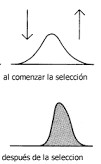 al comenzar la selección
después de la seleccion